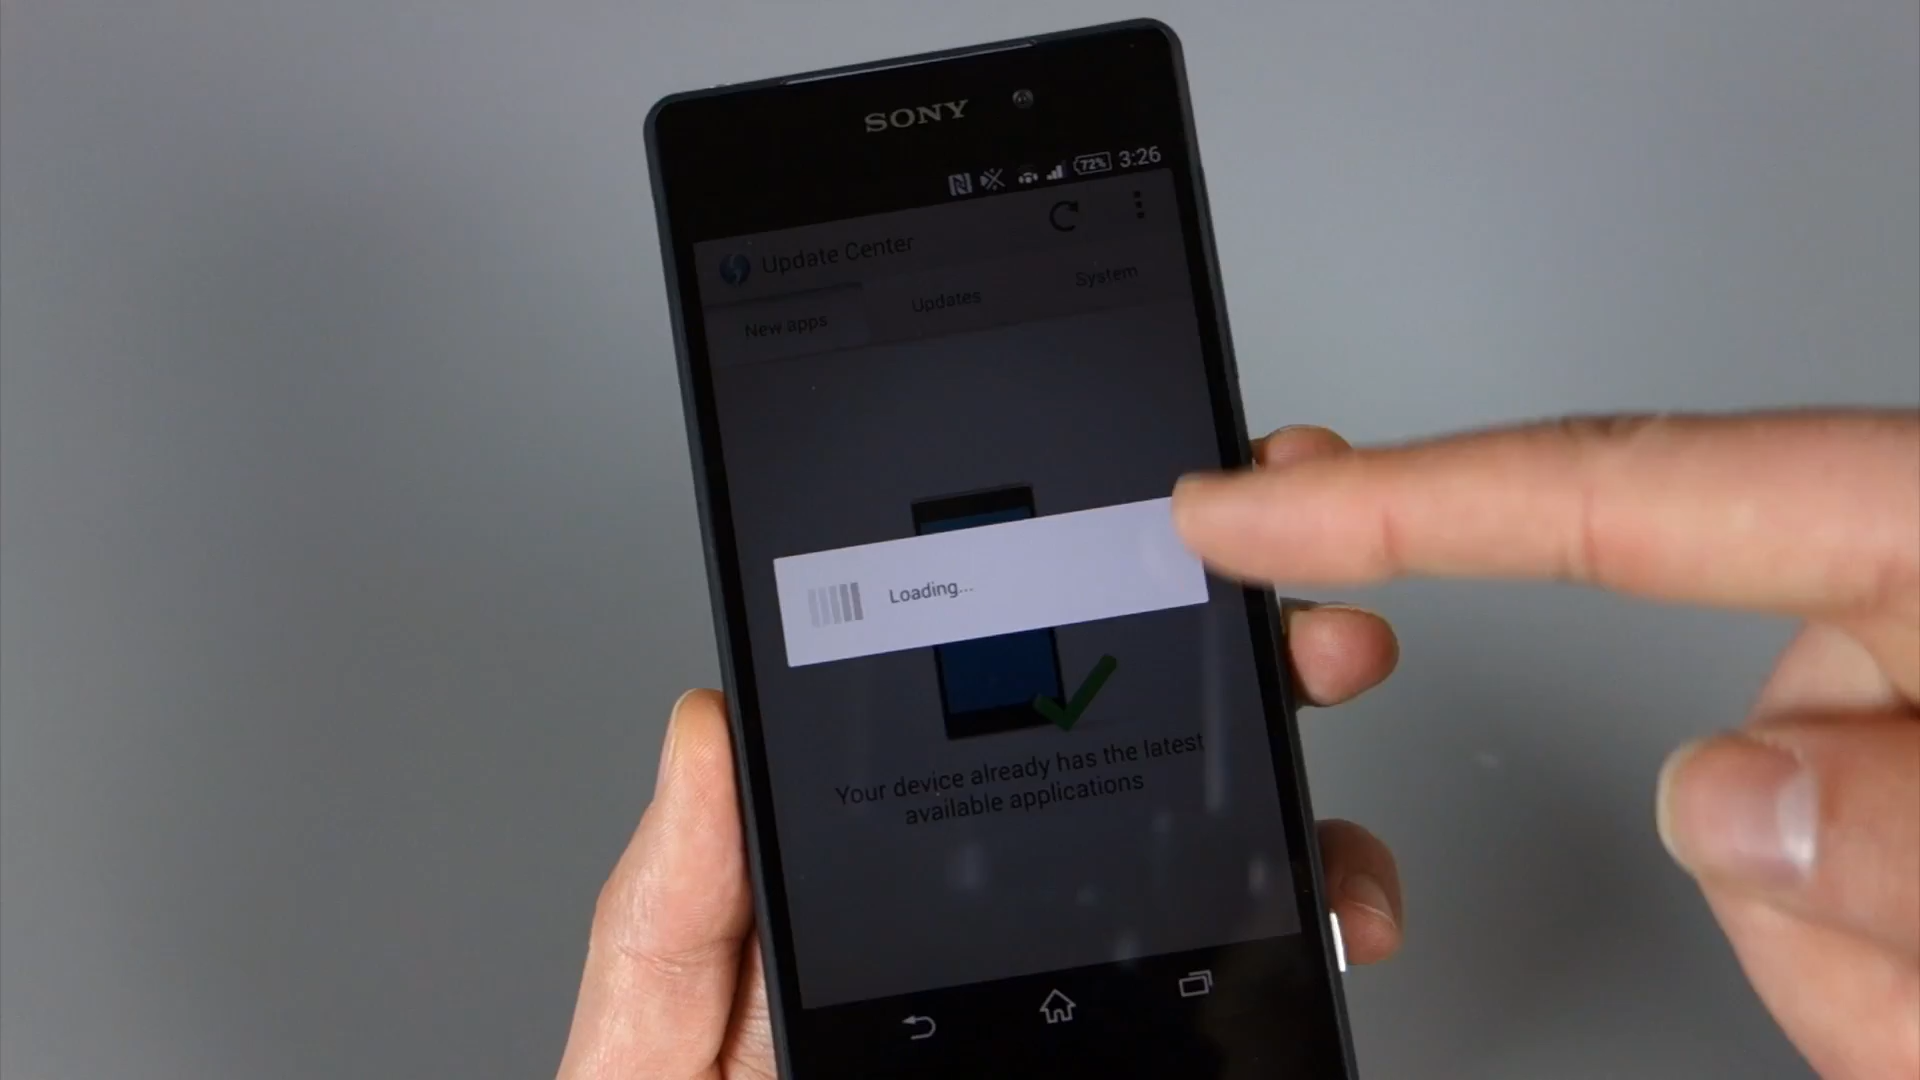 SONY
72% 3:26
Update Center
New apps Updates System
Loading...
Your device already has the latest
available applications